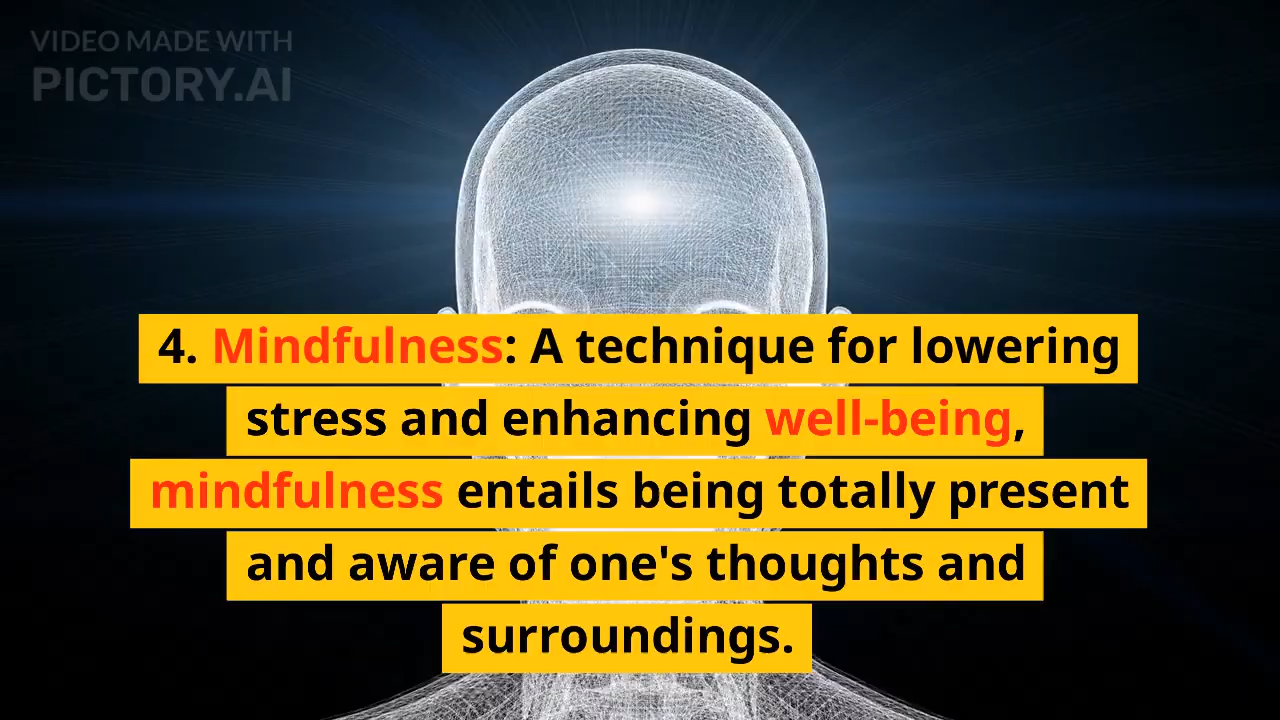 VIDEO MADE WITH
PICTORY.AI
4. Mindfulness: A technique for lowering
stress and enhancing well-being,
mindfulness entails being totally present
and aware of one's thoughts and
surroundings.